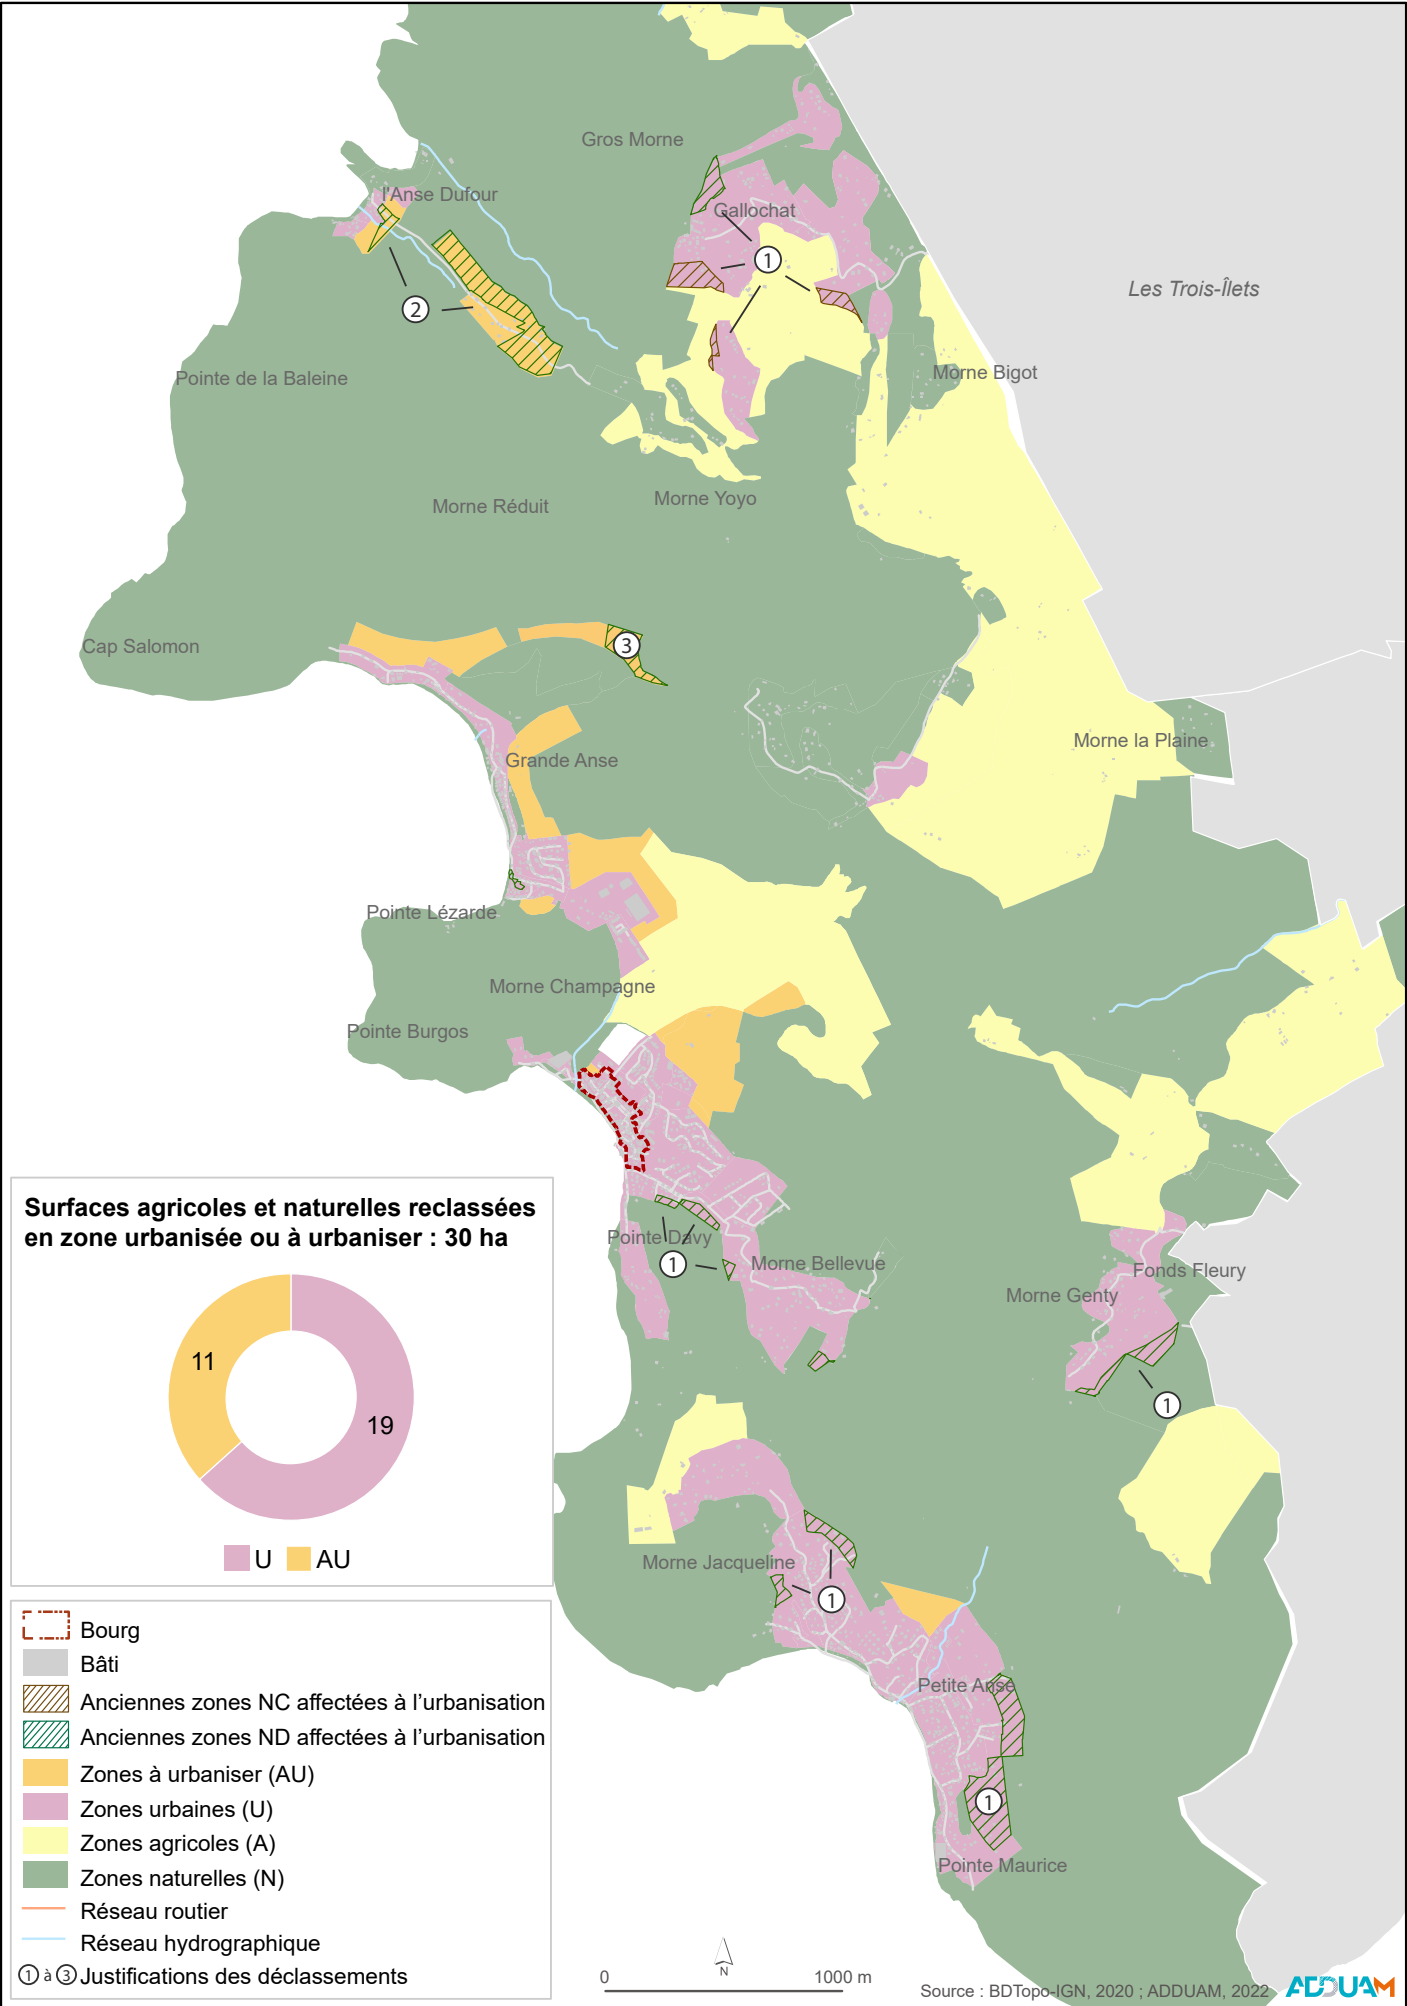 Gros Morne
l'Anse Dufour
Gallochat
1
Les Trois-Îlets
2
Pointe de la Baleine
Morne Bigot
Morne Réduit
Morne Yoyo
Cap Salomon
3
Morne la Plaine
Grande Anse
Pointe Lézarde
Morne Champagne
Pointe Burgos
Surfaces agricoles et naturelles reclassées
en zone urbanisée ou à urbaniser : 30 ha
11
19
U AU
Pointe Davy
1
Morne Bellevue
Fonds Fleury
Morne Genty
1
Morne Jacqueline
1
Petite Anse
1
Pointe Maurice
Bourg
Bâti
Anciennes zones NC affectées à l’urbanisation
Anciennes zones ND affectées à l’urbanisation
Zones à urbaniser (AU)
Zones urbaines (U)
Zones agricoles (A)
Zones naturelles (N)
Réseau routier
Réseau hydrographique
1 à 3 Justifications des déclassements
0 1000 m
N
Source : BDTopo-IGN, 2020 ; ADDUAM, 2022
ADDUAM